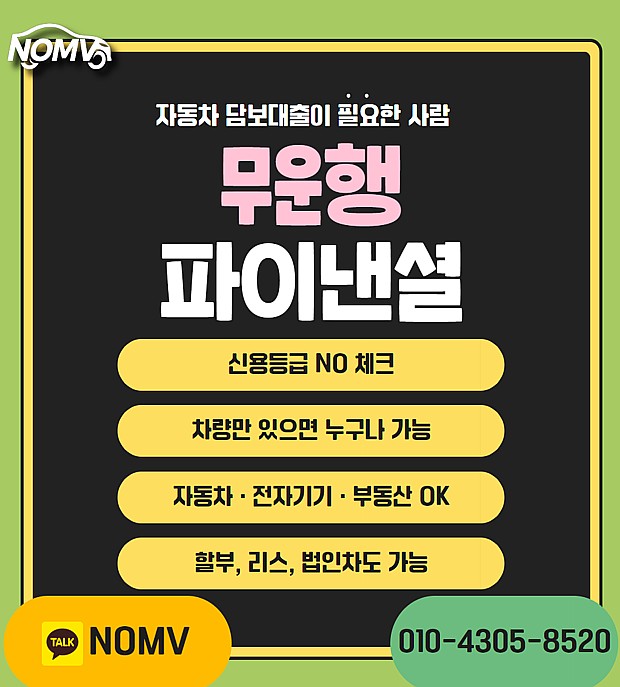 NOMV
자동차 담보대출이 필요한 사람
무운행
파이낸셜
신용등급 NO 체크
차량만 있으면 누구나 가능
자동차 · 전자기기 · 부동산 OK
할부, 리스, 법인차도 가능
TALK NOMV
010-4305-8520